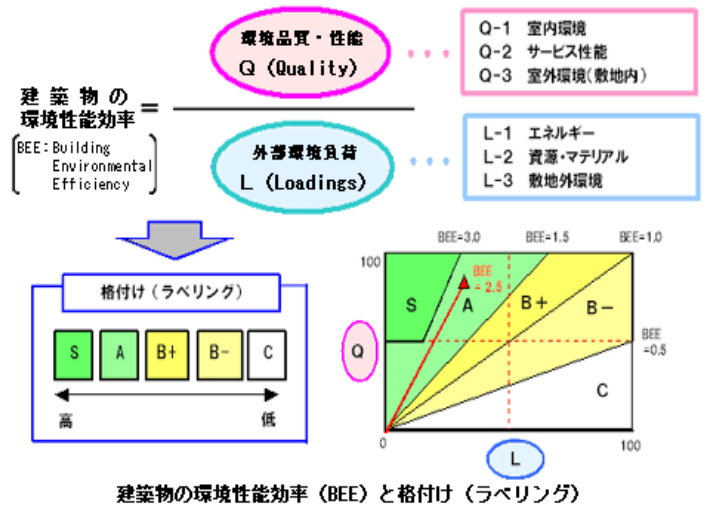 建築物の
環境性能効率
=
BEE:Building
Environmental
Efficiency
環境品質・性能
Q (Quality)
外部環境負荷
L (Loadings)
Q-1 室内環境
Q-2 サービス性能
Q-3 室外環境(敷地内)
L-1 エネルギー
L-2 資源・マテリアル
L-3 敷地外環境
格付け(ラベリング)
S A B+ B- C
高 低
BEE=3.0 BEE=1.5 BEE=1.0
100
BEE
= 2.5
S A B+ B-
Q
BEE
=0.5
C
0 100
L
建築物の環境性能効率 (BEE) と格付け (ラベリング)